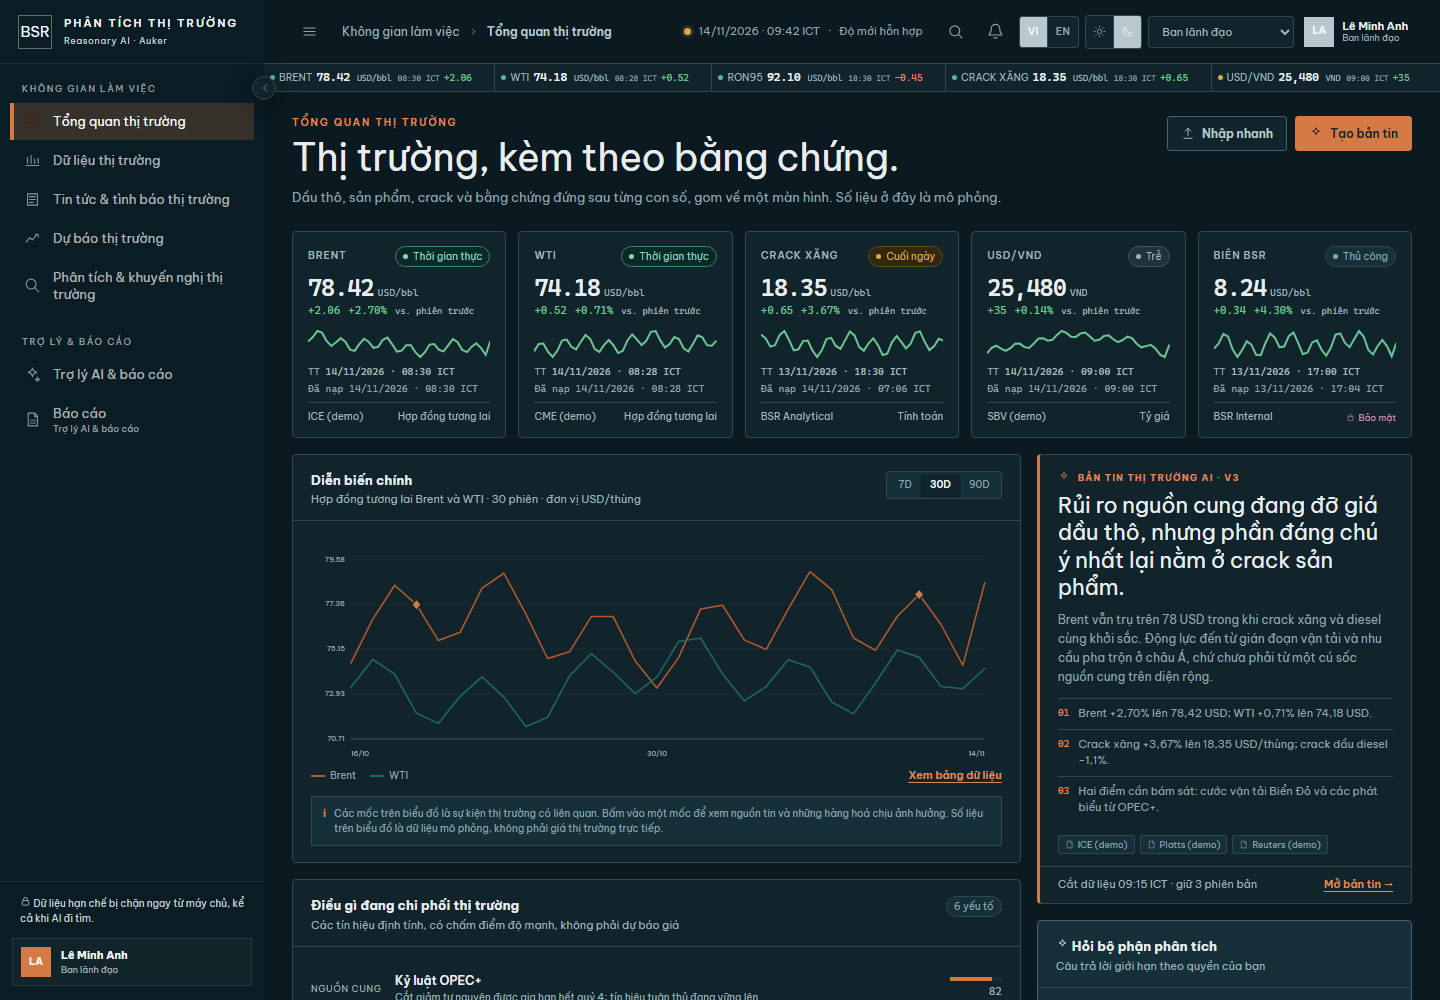 BSR
PHÂN TÍCH THỊ TRƯỜNG
Reasonary AI · Auker
Không gian làm việc > Tổng quan thị trường
14/11/2026 · 09:42 ICT · Độ mới hỗn hợp
VI EN
Ban lãnh đạo
LA
Lê Minh Anh
Ban lãnh đạo
BRENT 78.42 USD/bbl 08:30 ICT +2.06
WTI 74.18 USD/bbl 08:28 ICT +0.52
RON95 92.10 USD/bbl 18:30 ICT −0.45
CRACK XĂNG 18.35 USD/bbl 18:30 ICT +0.65
USD/VND 25,480 VND 09:00 ICT +35
KHÔNG GIAN LÀM VIỆC
Tổng quan thị trường
Dữ liệu thị trường
Tin tức & tình báo thị trường
Dự báo thị trường
Phân tích & khuyến nghị thị
trường
TRỢ LÝ & BÁO CÁO
Trợ lý AI & báo cáo
Báo cáo
Trợ lý AI & báo cáo
Dữ liệu hạn chế bị chặn ngay từ máy chủ, kể
cả khi AI đi tìm.
LA
Lê Minh Anh
Ban lãnh đạo
TỔNG QUAN THỊ TRƯỜNG
Thị trường, kèm theo bằng chứng.
Dầu thô, sản phẩm, crack và bằng chứng đứng sau từng con số, gom về một màn hình. Số liệu ở đây là mô phỏng.
Nhập nhanh
Tạo bản tin
BRENT
Thời gian thực
78.42 USD/bbl
+2.06 +2.70% vs. phiên trước
TT 14/11/2026 · 08:30 ICT
Đã nạp 14/11/2026 · 08:30 ICT
ICE (demo)
Hợp đồng tương lai
WTI
Thời gian thực
74.18 USD/bbl
+0.52 +0.71% vs. phiên trước
TT 14/11/2026 · 08:28 ICT
Đã nạp 14/11/2026 · 08:28 ICT
CME (demo)
Hợp đồng tương lai
CRACK XĂNG
Cuối ngày
18.35 USD/bbl
+0.65 +3.67% vs. phiên trước
TT 13/11/2026 · 18:30 ICT
Đã nạp 14/11/2026 · 07:06 ICT
BSR Analytical
Tính toán
USD/VND
Trễ
25,480 VND
+35 +0.14% vs. phiên trước
TT 14/11/2026 · 09:00 ICT
Đã nạp 14/11/2026 · 09:00 ICT
SBV (demo)
Tỷ giá
BIÊN BSR
Thủ công
8.24 USD/bbl
+0.34 +4.30% vs. phiên trước
TT 13/11/2026 · 17:00 ICT
Đã nạp 13/11/2026 · 17:04 ICT
BSR Internal
Bảo mật
Diễn biến chính
Hợp đồng tương lai Brent và WTI · 30 phiên · đơn vị USD/thùng
7D 30D 90D
79.58
77.36
75.15
72.93
70.71
16/10
30/10
14/11
Brent
WTI
Xem bảng dữ liệu
i Các mốc trên biểu đồ là sự kiện thị trường có liên quan. Bấm vào một mốc để xem nguồn tin và những hàng hoá chịu ảnh hưởng. Số liệu
trên biểu đồ là dữ liệu mô phỏng, không phải giá thị trường trực tiếp.
Điều gì đang chi phối thị trường
Các tín hiệu định tính, có chấm điểm độ mạnh, không phải dự báo giá
6 yếu tố
NGUỒN CUNG
Kỷ luật OPEC+
Cắt giảm tự nguyện được gia hạn hết quý 4; tín hiệu tuân thủ đang vững lên
82
BẢN TIN THỊ TRƯỜNG AI · V3
Rủi ro nguồn cung đang đỡ giá
dầu thô, nhưng phần đáng chú
ý nhất lại nằm ở crack sản
phẩm.
Brent vẫn trụ trên 78 USD trong khi crack xăng và diesel
cùng khởi sắc. Động lực đến từ gián đoạn vận tải và nhu
cầu pha trộn ở châu Á, chứ chưa phải từ một cú sốc
nguồn cung trên diện rộng.
01 Brent +2,70% lên 78,42 USD; WTI +0,71% lên 74,18 USD.
02 Crack xăng +3,67% lên 18,35 USD/thùng; crack dầu diesel
−1,1%.
03 Hai điểm cần bám sát: cước vận tải Biển Đỏ và các phát
biểu từ OPEC+.
ICE (demo)
Platts (demo)
Reuters (demo)
Cắt dữ liệu 09:15 ICT · giữ 3 phiên bản
Mở bản tin →
Hỏi bộ phận phân tích
Câu trả lời giới hạn theo quyền của bạn